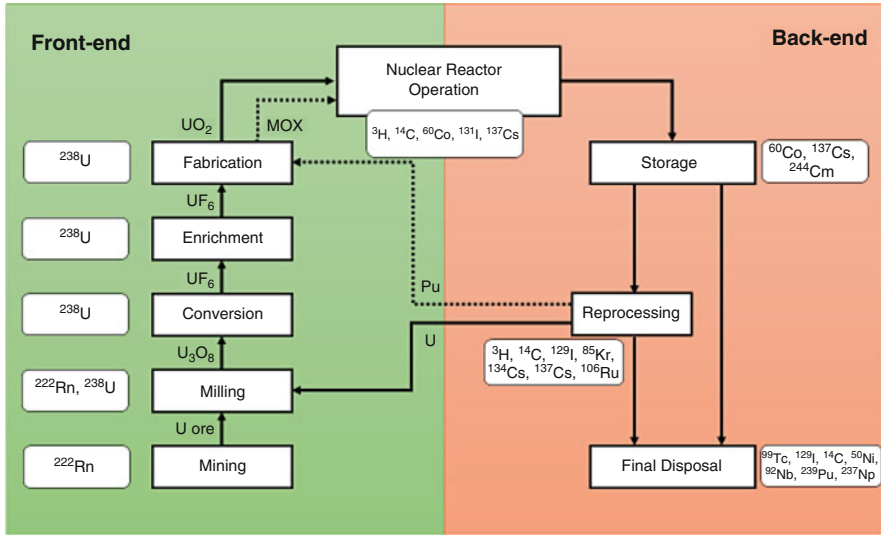 Front-end
Back-end
Nuclear Reactor
Operation
³H, ¹⁴C, ⁶⁰Co, ¹³¹I, ¹³⁷Cs
UO₂
MOX
²³⁸U
Fabrication
Storage
⁶⁰Co, ¹³⁷Cs,
²⁴⁴Cm
UF₆
²³⁸U
Enrichment
UF₆
Pu
²³⁸U
Conversion
Reprocessing
U
³H, ¹⁴C, ¹²⁹I, ⁸⁵Kr,
¹³⁴Cs, ¹³⁷Cs, ¹⁰⁶Ru
U₃O₈
²²²Rn, ²³⁸U
Milling
U ore
²²²Rn
Mining
Final Disposal
⁹⁹Tc, ¹²⁹I, ¹⁴C, ⁵⁰Ni,
⁹²Nb, ²³⁹Pu, ²³⁷Np